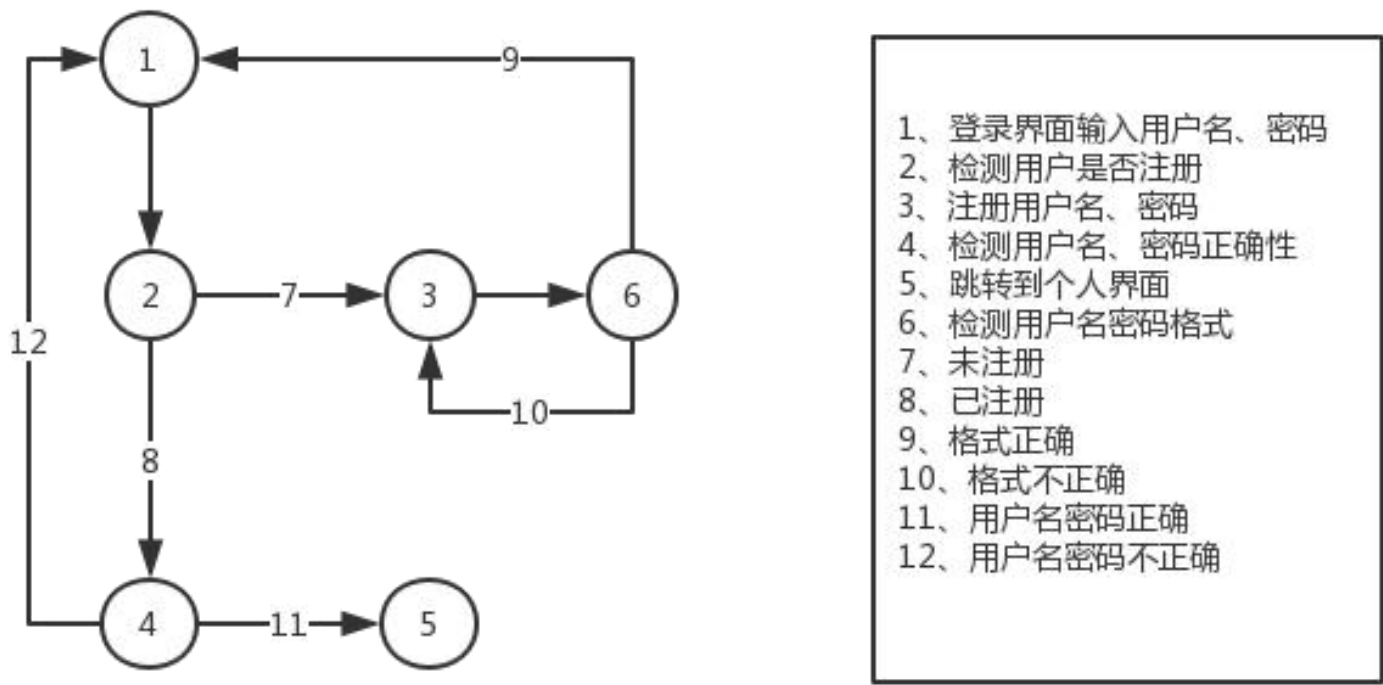 1
9
2
7
3
6
12
10
8
4
11
5
1、登录界面输入用户名、密码
2、检测用户是否注册
3、注册用户名、密码
4、检测用户名、密码正确性
5、跳转到个人界面
6、检测用户名密码格式
7、未注册
8、已注册
9、格式正确
10、格式不正确
11、用户名密码正确
12、用户名密码不正确